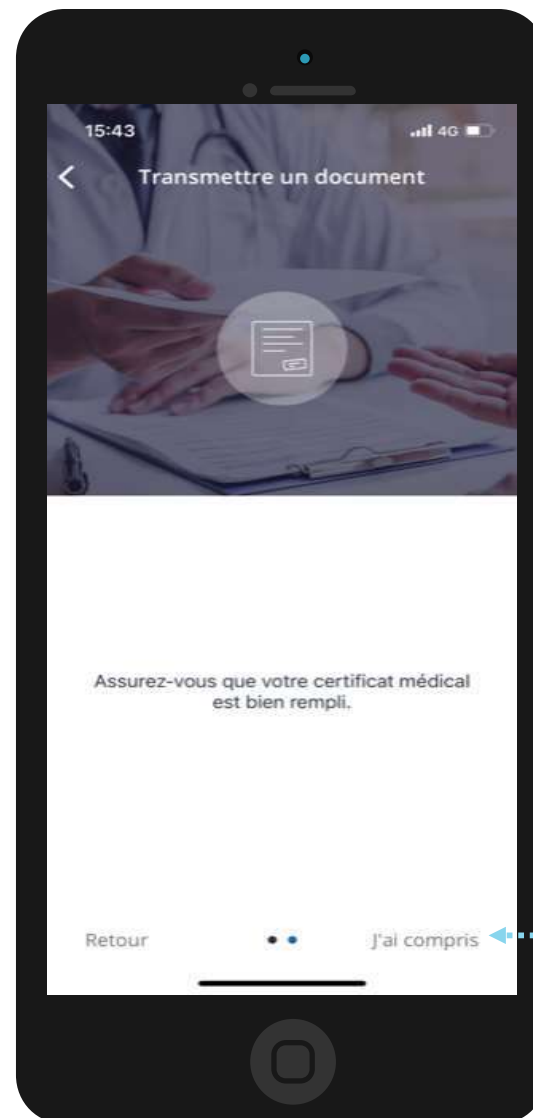 15:43
4G
Transmettre un document
Assurez-vous que votre certificat médical
est bien rempli.
Retour
J'ai compris